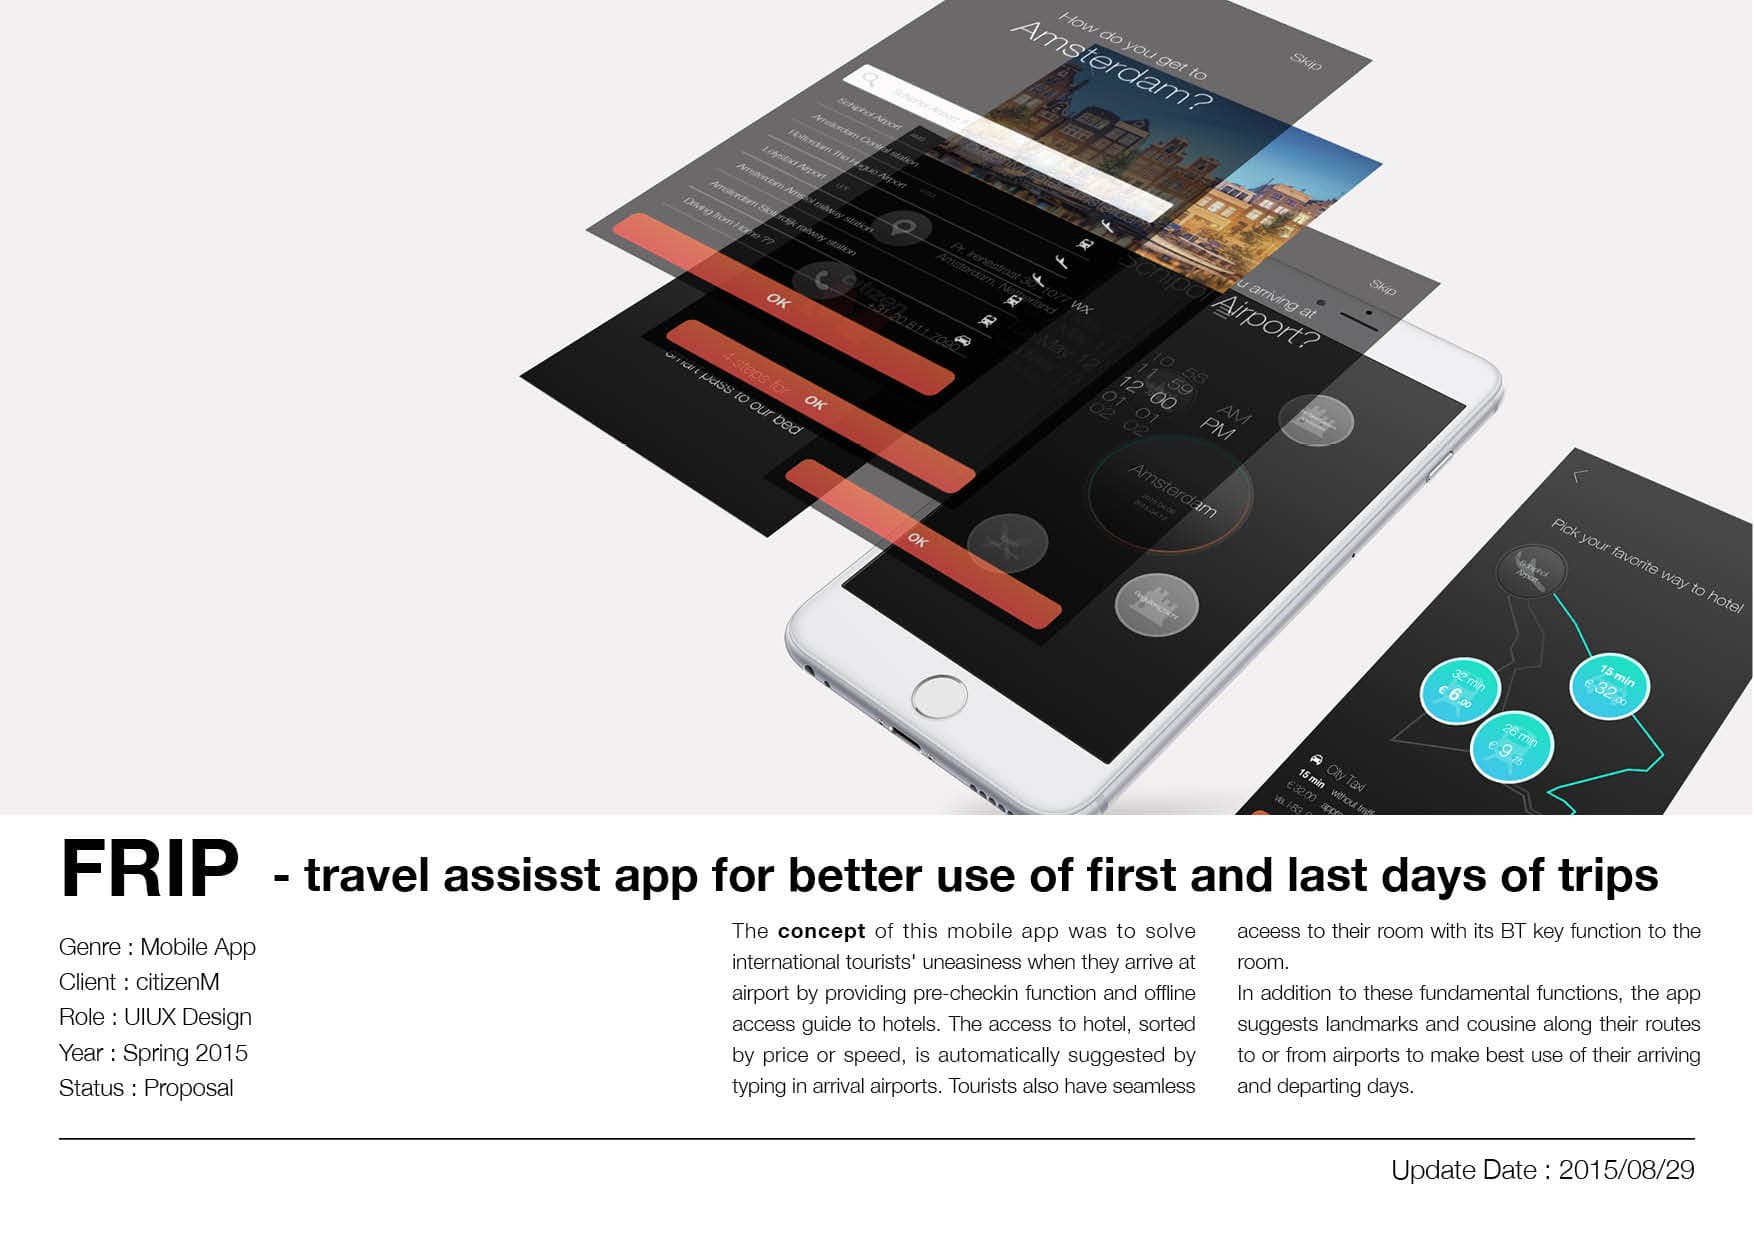 How do you get to
Amsterdam?
Skip
Schiphol Airport
Amsterdam Central station
Rotterdam The Hague Airport
Lelystad Airport
Amsterdam Amstel railway station
Amsterdam Sloterdijk railway station
Driving from Home ??
OK
Pr. Irenestraat 30, 1077 WX
Amsterdam, Netherland
citizen
+31 20 811 7090
4 steps for
smart pass to our bed
OK
Skip
u arriving at
Airport?
May 12
10 58
11 59
12 00
01 01
02 02
AM
PM
Amsterdam
OK
Pick your favorite way to hotel
Schiphol
Airport
32 min
€ 6.00
15 min
€ 32.00
26 min
€ 9.75
City Taxi
15 min without traffic
€ 32.00
FRIP - travel assisst app for better use of first and last days of trips
Genre : Mobile App
Client : citizenM
Role : UIUX Design
Year : Spring 2015
Status : Proposal
The concept of this mobile app was to solve
international tourists' uneasiness when they arrive at
airport by providing pre-checkin function and offline
access guide to hotels. The access to hotel, sorted
by price or speed, is automatically suggested by
typing in arrival airports. Tourists also have seamless
aceess to their room with its BT key function to the
room.
In addition to these fundamental functions, the app
suggests landmarks and cousine along their routes
to or from airports to make best use of their arriving
and departing days.
Update Date : 2015/08/29